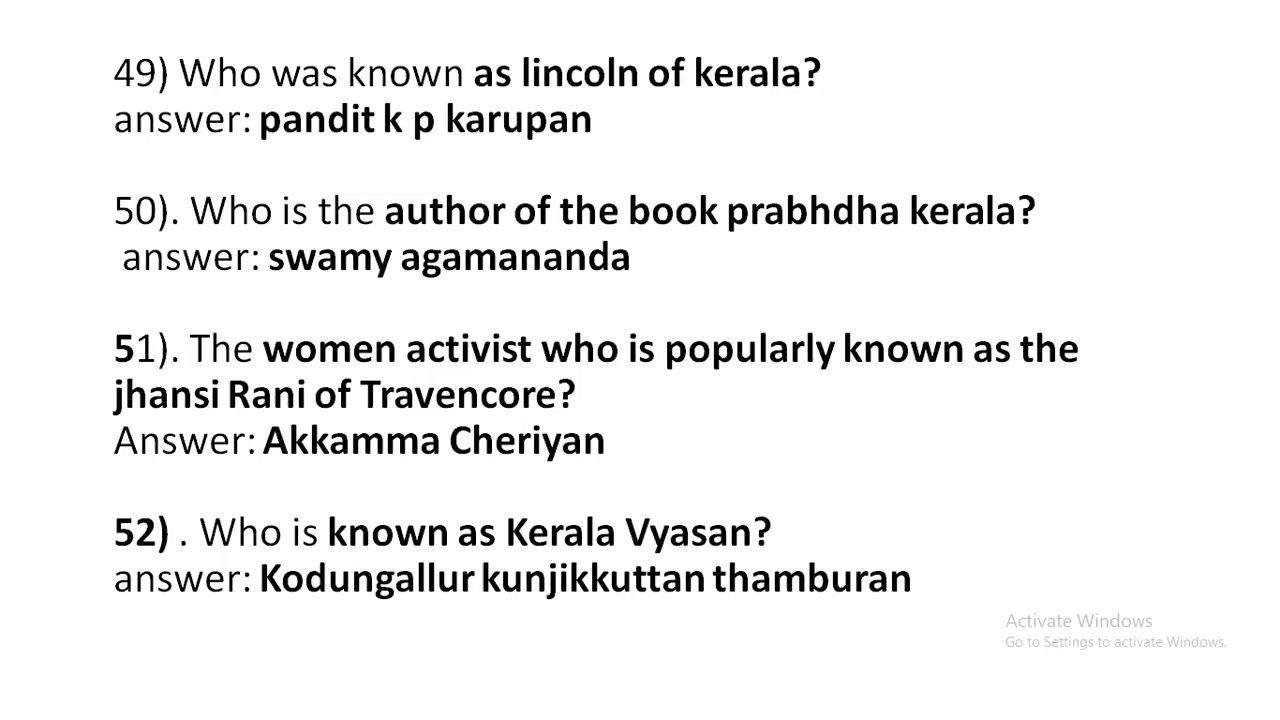 49) Who was known as lincoln of kerala?
answer: pandit k p karupan
50). Who is the author of the book prabhdha kerala?
answer: swamy agamananda
51). The women activist who is popularly known as the
jhansi Rani of Travencore?
Answer: Akkamma Cheriyan
52) . Who is known as Kerala Vyasan?
answer: Kodungallur kunjikkuttan thamburan
Activate Windows
Go to Settings to activate Windows.